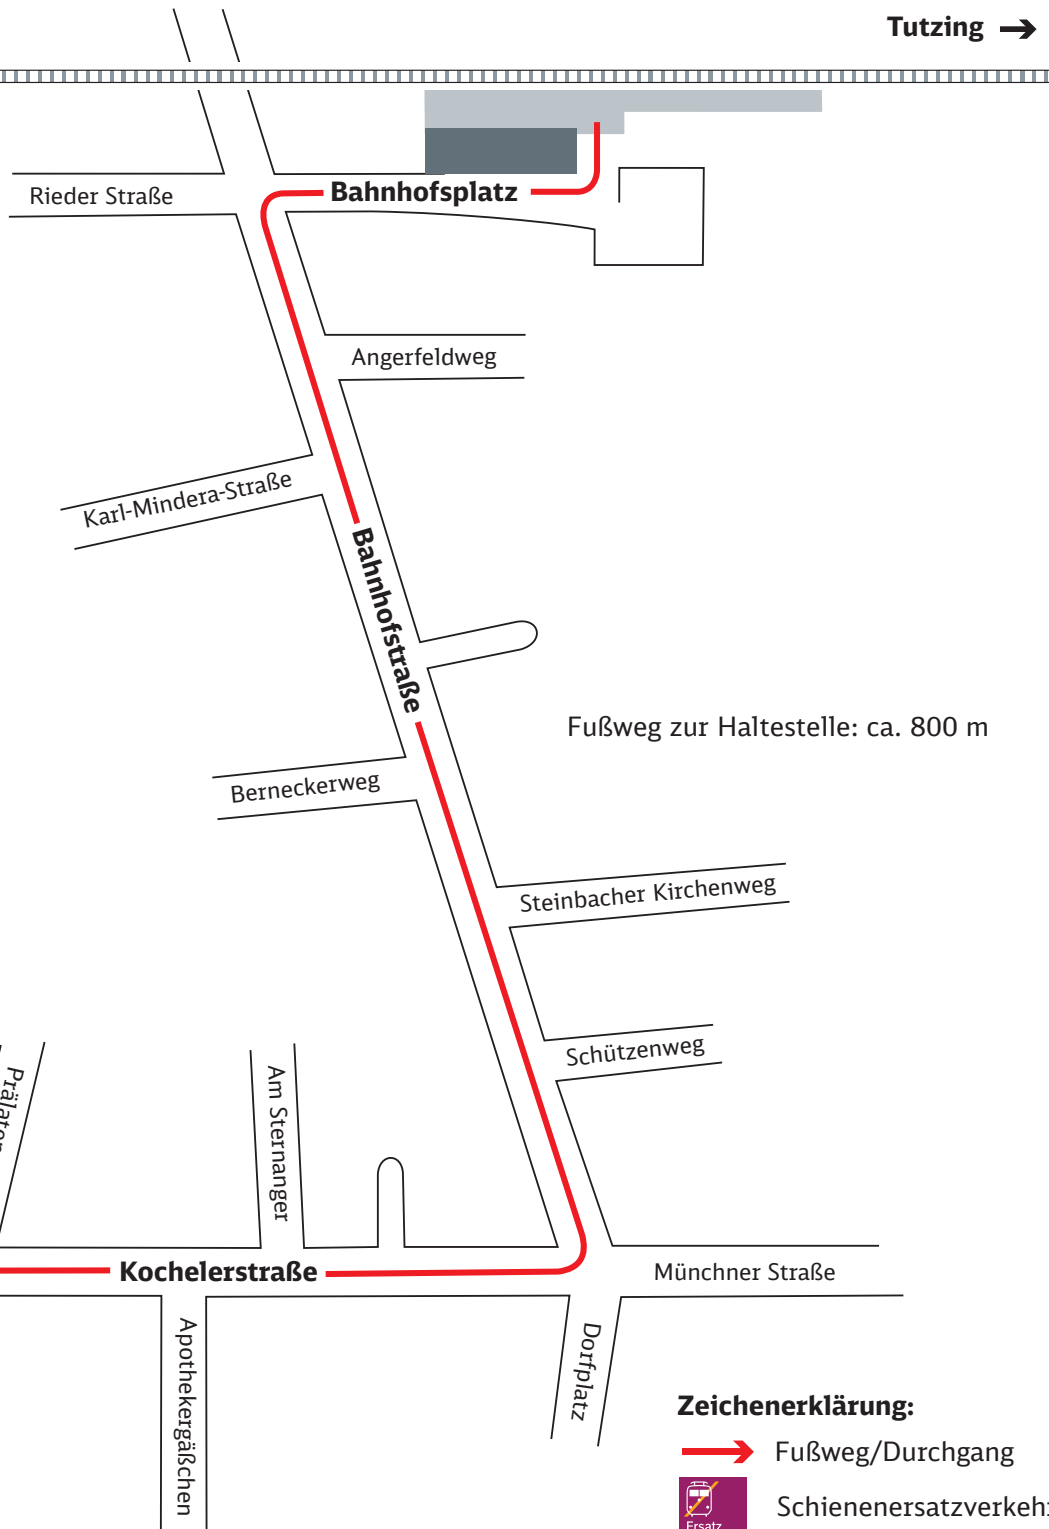 Tutzing
Rieder Straße
Bahnhofsplatz
Angerfeldweg
Karl-Mindera-Straße
Bahnhofstraße
Fußweg zur Haltestelle: ca. 800 m
Berneckerweg
Steinbacher Kirchenweg
Schützenweg
Am Sternanger
Kochelerstraße
Münchner Straße
Apothekergäßchen
Dorfplatz
Zeichenerklärung:
Fußweg/Durchgang
Schienenersatzverkehr
Ersatz